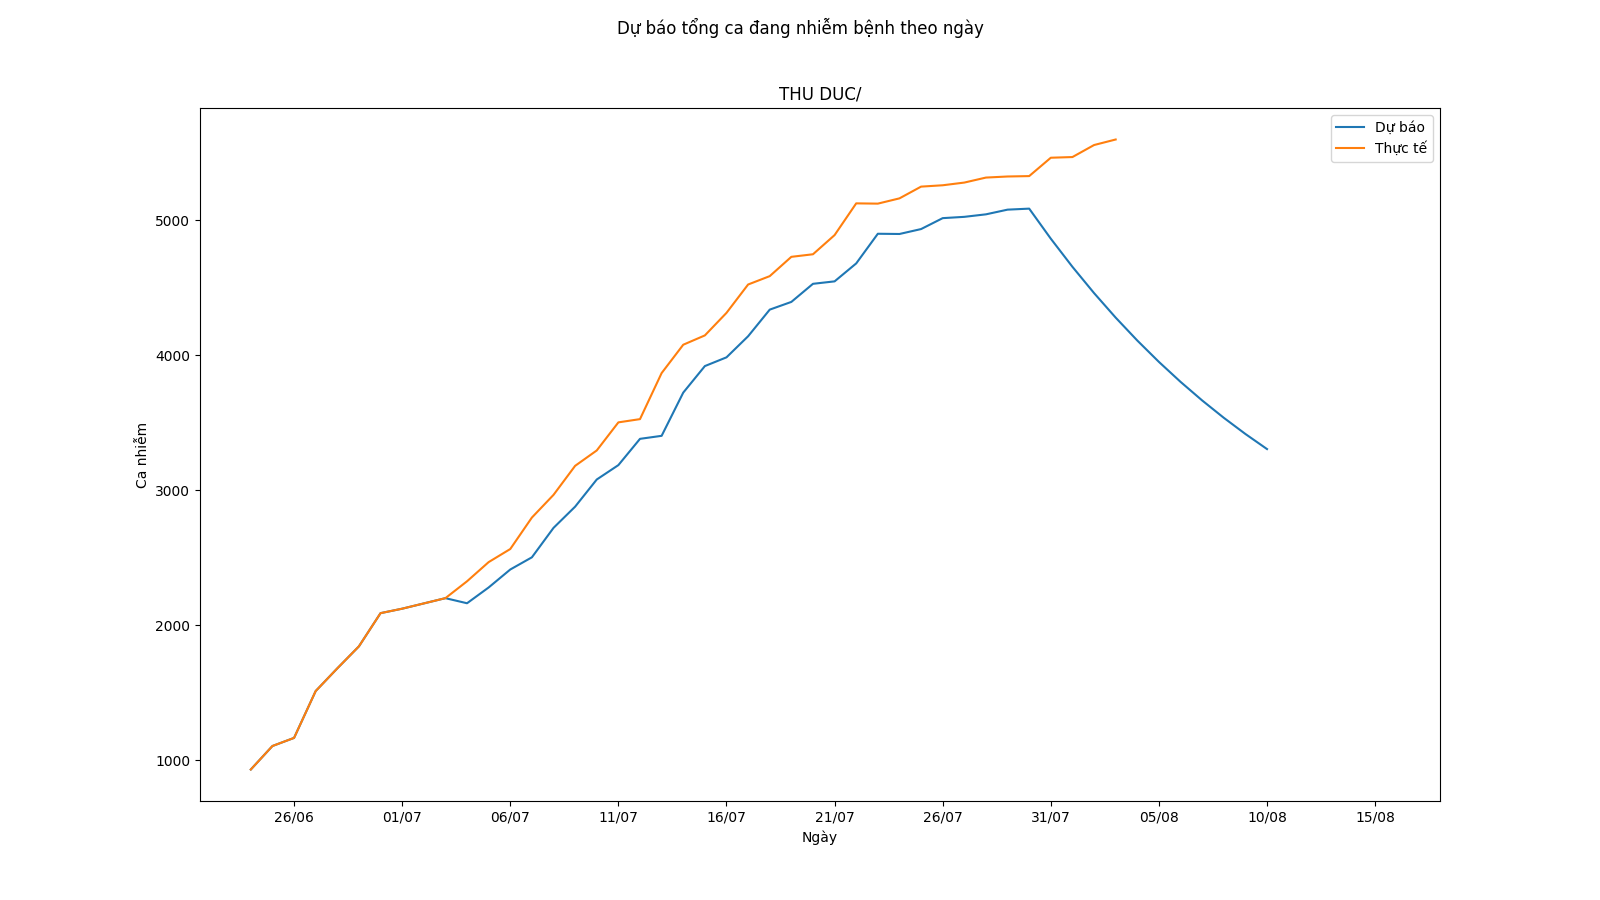 Dự báo tổng ca đang nhiễm bệnh theo ngày
THU DUC/
Dự báo
Thực tế
5000
4000
3000
2000
1000
Ca nhiễm
26/06 01/07 06/07 11/07 16/07 21/07 26/07 31/07 05/08 10/08 15/08
Ngày